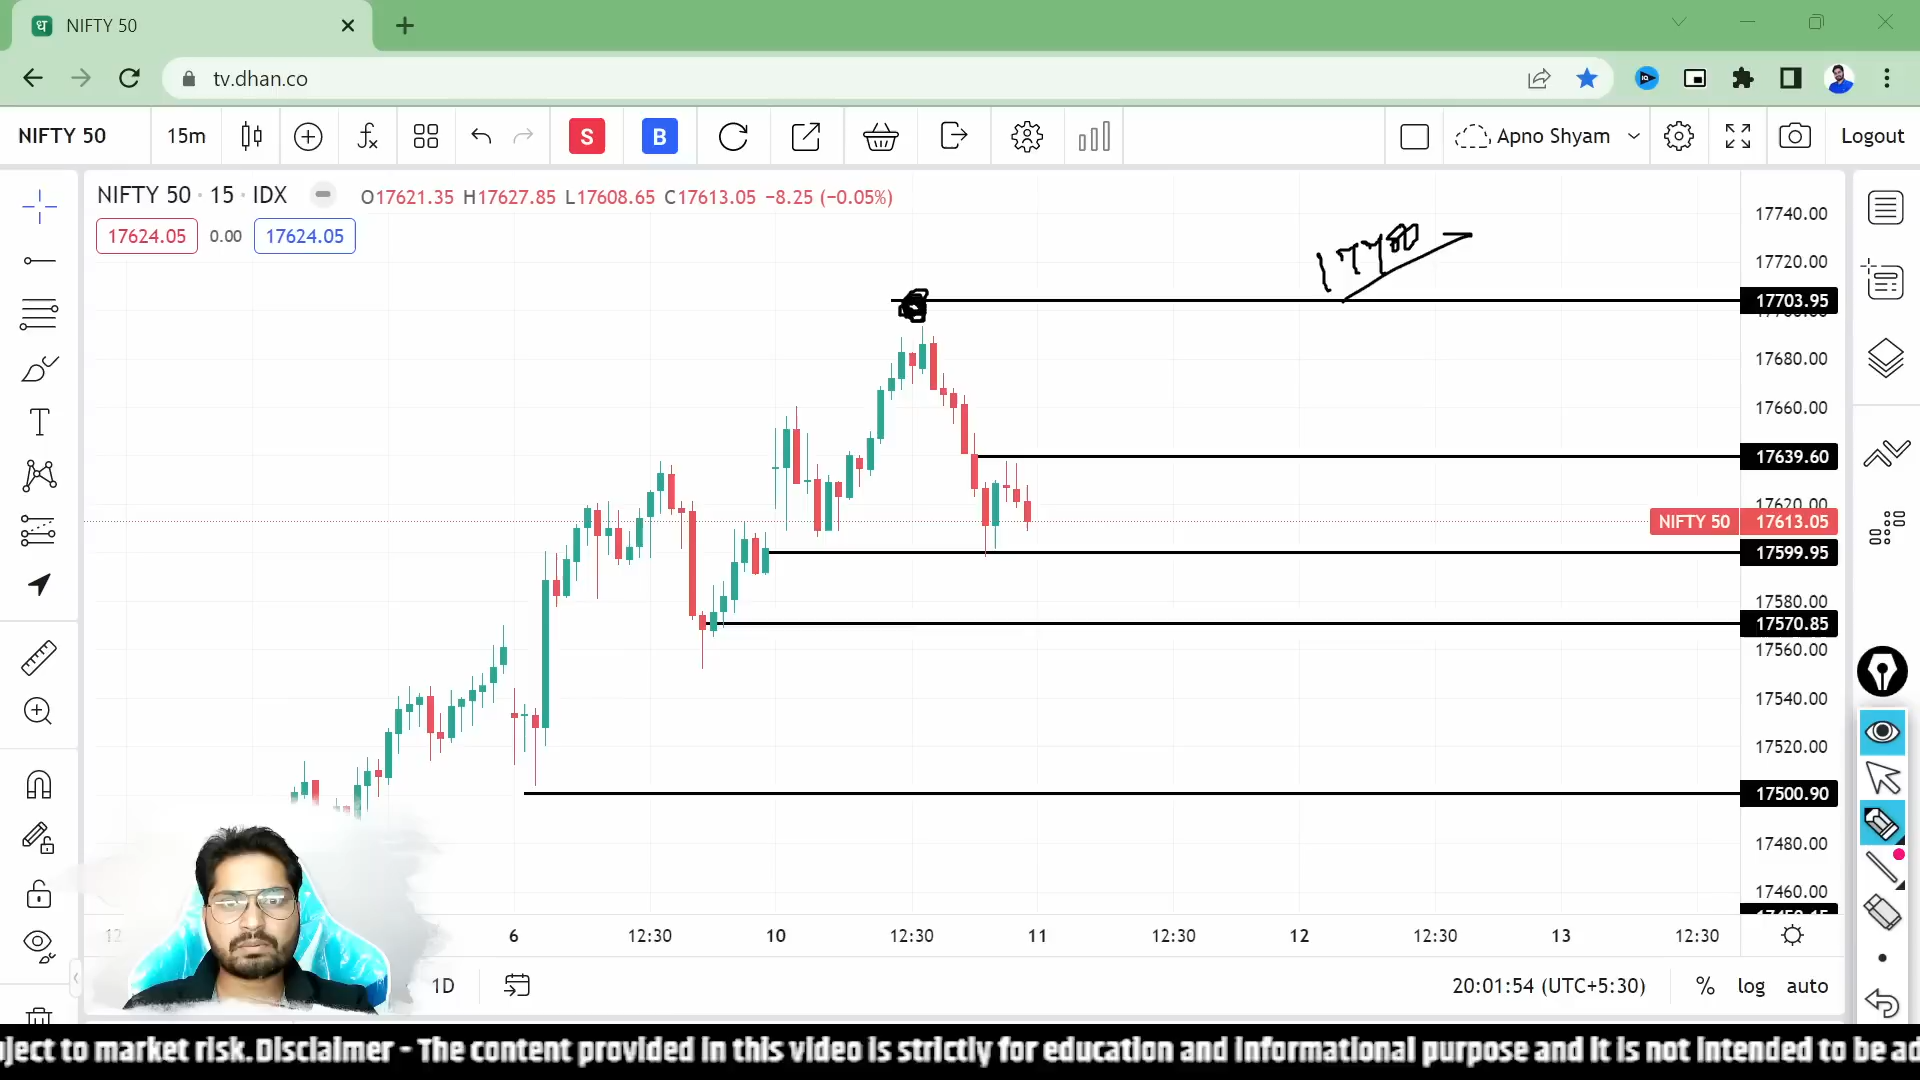 ध NIFTY 50
tv.dhan.co
NIFTY 50 15m S B Apno Shyam Logout
NIFTY 50 · 15 · IDX O17621.35 H17627.85 L17608.65 C17613.05 −8.25 (−0.05%)
17624.05 0.00 17624.05
17740.00
17720.00
17703.95
17680.00
17660.00
17639.60
17620.00
NIFTY 50 17613.05
17599.95
17580.00
17570.85
17560.00
17540.00
17520.00
17500.90
17480.00
17460.00
6 12:30 10 12:30 11 12:30 12 12:30 13 12:30
1D 20:01:54 (UTC+5:30) % log auto
ject to market risk.Disclaimer - The content provided in this video is strictly for education and informational purpose and it is not intended to be ad